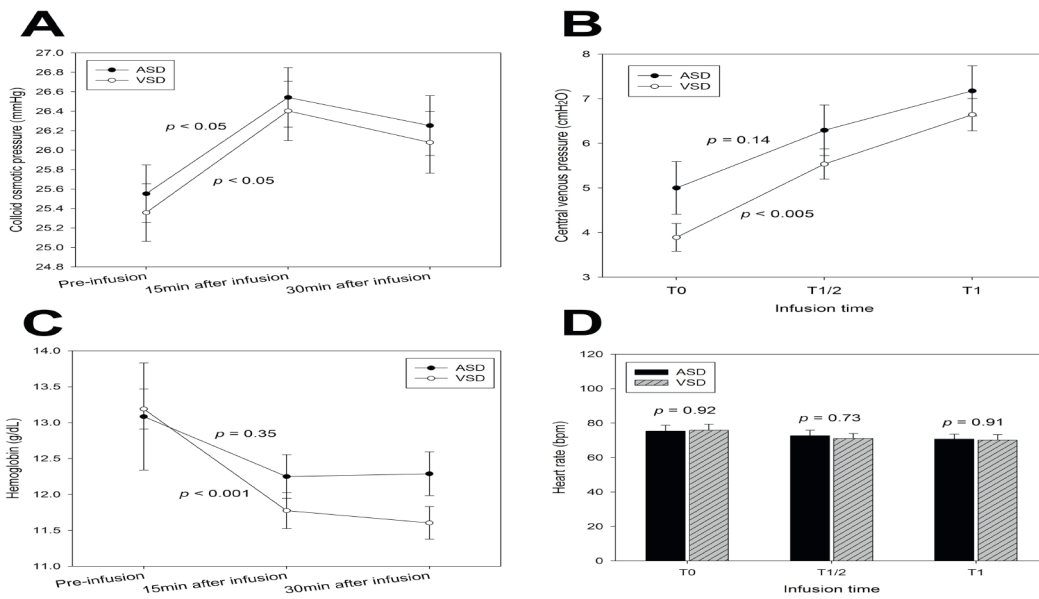 A
Colloid osmotic pressure (mmHg)
27.0
26.8
26.6
26.4
26.2
26.0
25.8
25.6
25.4
25.2
25.0
24.8
ASD
VSD
p < 0.05
p < 0.05
Pre-infusion
15min after infusion
30min after infusion
B
Central venous pressure (cmH2O)
8
7
6
5
4
3
ASD
VSD
p = 0.14
p < 0.005
T0
T1/2
T1
Infusion time
C
Hemoglobin (g/dL)
14.0
13.5
13.0
12.5
12.0
11.5
11.0
ASD
VSD
p = 0.35
p < 0.001
Pre-infusion
15min after infusion
30min after infusion
D
Heart rate (bpm)
120
100
80
60
40
20
0
ASD
VSD
p = 0.92
p = 0.73
p = 0.91
T0
T1/2
T1
Infusion time